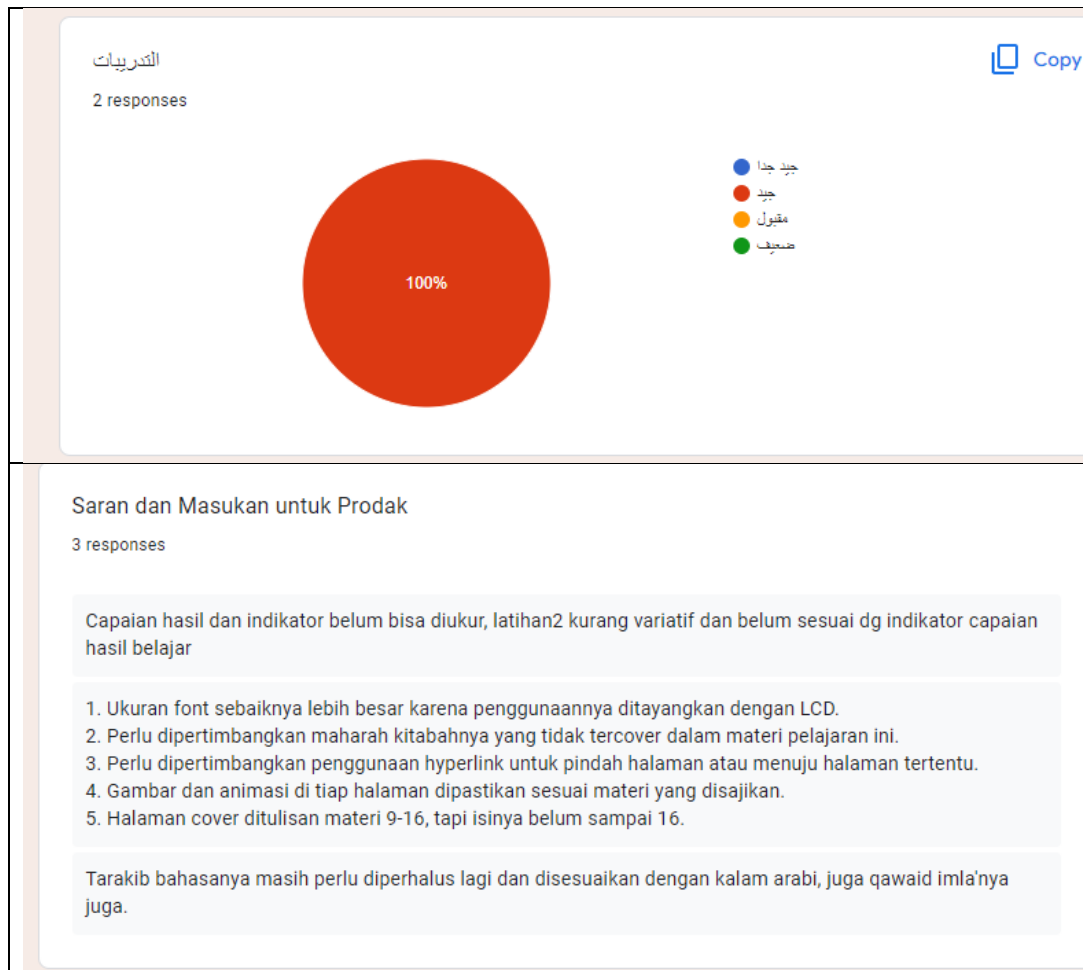 التدريبات
Copy
2 responses
جيد جدا
جيد
مقبول
ضعيف
100%
Saran dan Masukan untuk Prodak
3 responses
Capaian hasil dan indikator belum bisa diukur, latihan2 kurang variatif dan belum sesuai dg indikator capaian
hasil belajar
1. Ukuran font sebaiknya lebih besar karena penggunaannya ditayangkan dengan LCD.
2. Perlu dipertimbangkan maharah kitabahnya yang tidak tercover dalam materi pelajaran ini.
3. Perlu dipertimbangkan penggunaan hyperlink untuk pindah halaman atau menuju halaman tertentu.
4. Gambar dan animasi di tiap halaman dipastikan sesuai materi yang disajikan.
5. Halaman cover ditulisan materi 9-16, tapi isinya belum sampai 16.
Tarakib bahasanya masih perlu diperhalus lagi dan disesuaikan dengan kalam arabi, juga qawaid imla'nya
juga.